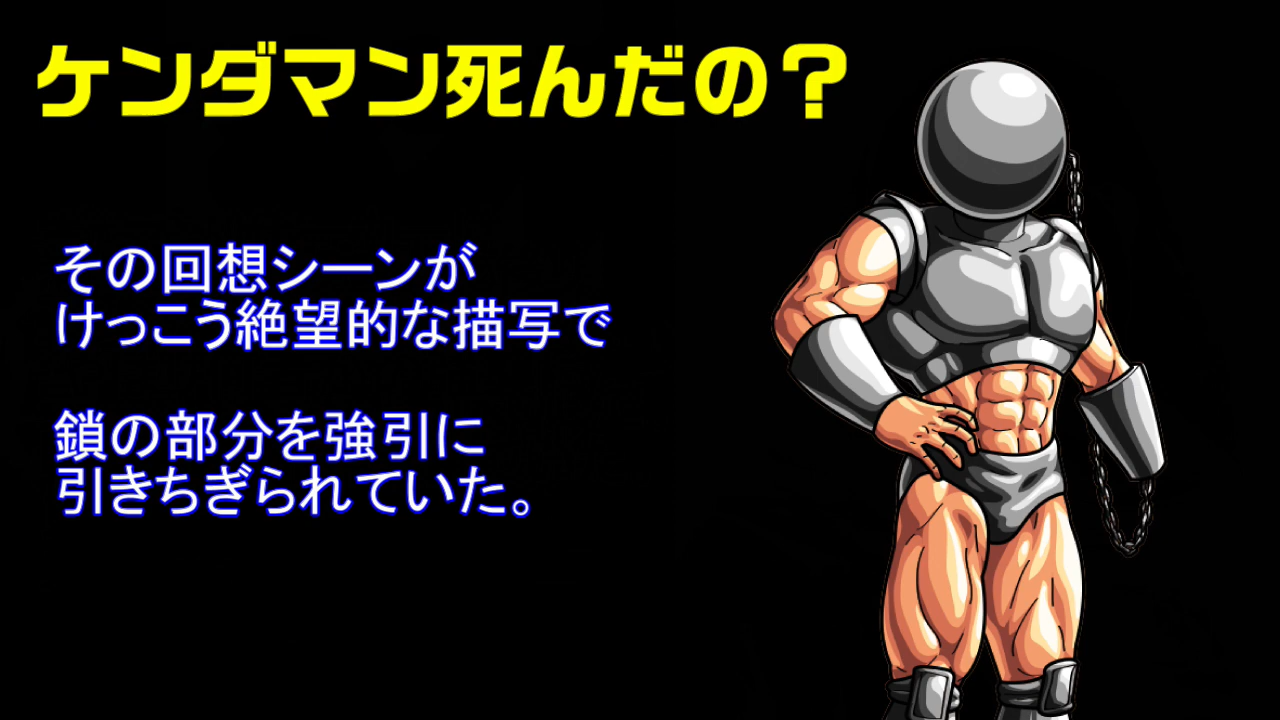 ケンダマン死んだの？
その回想シーンが
けっこう絶望的な描写で
鎖の部分を強引に
引きちぎられていた。